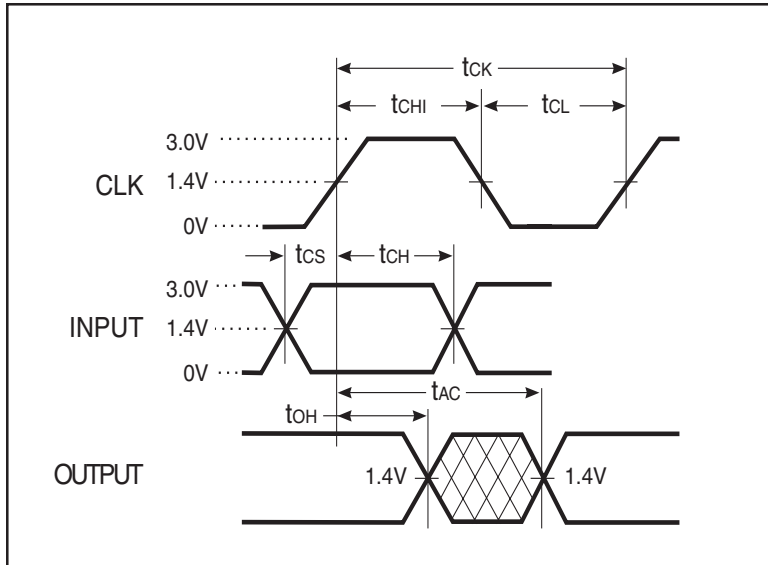 tCK
tCHI tCL
3.0V
CLK 1.4V
0V
tCS tCH
3.0V
INPUT 1.4V
0V
tAC
tOH
OUTPUT 1.4V 1.4V